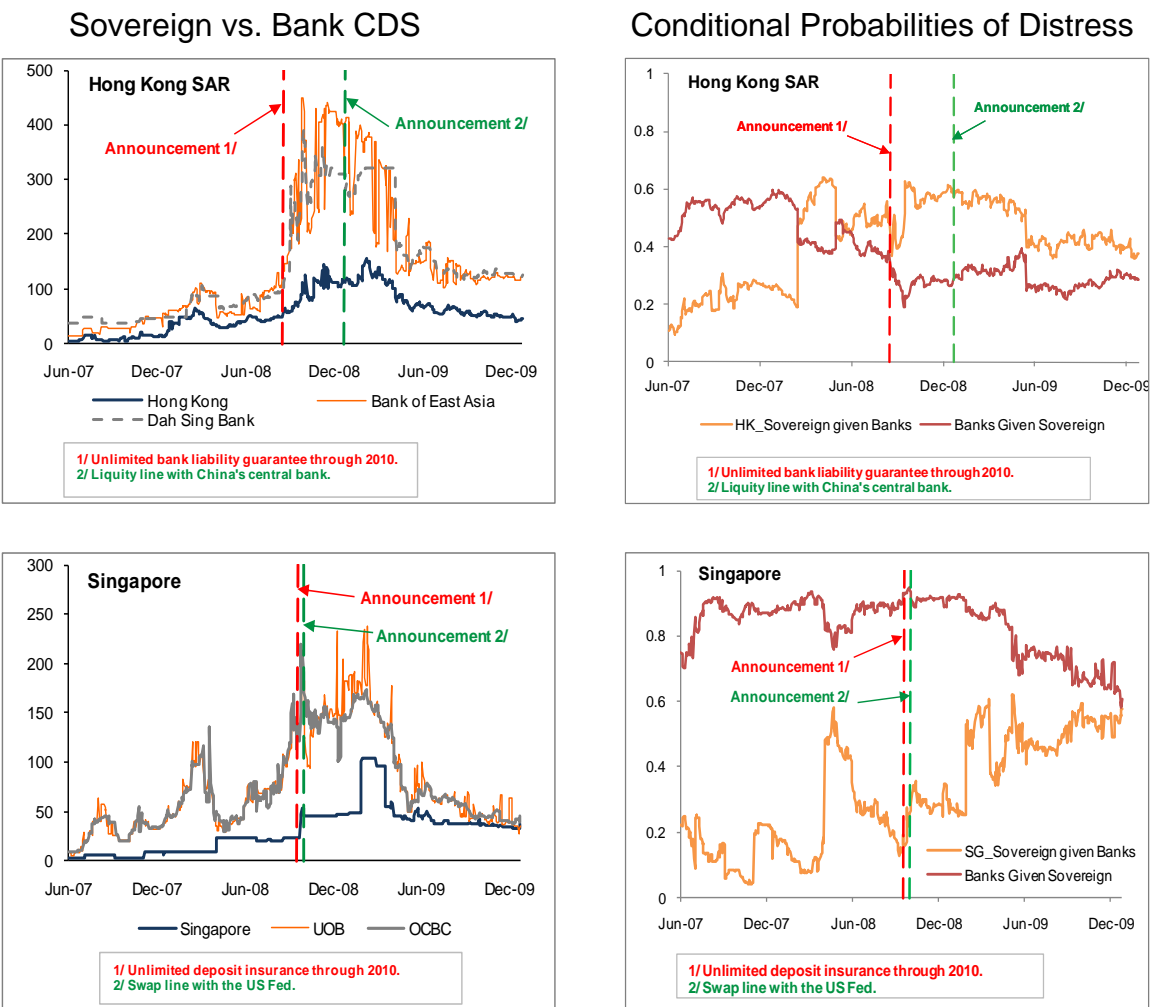 Sovereign vs. Bank CDS
Conditional Probabilities of Distress
Hong Kong SAR
500
400
300
200
100
0
Announcement 1/
Announcement 2/
Jun-07 Dec-07 Jun-08 Dec-08 Jun-09 Dec-09
Hong Kong Bank of East Asia
Dah Sing Bank
1/ Unlimited bank liability guarantee through 2010.
2/ Liquity line with China's central bank.
Hong Kong SAR
1
0.8
0.6
0.4
0.2
0
Announcement 2/
Announcement 1/
Jun-07 Dec-07 Jun-08 Dec-08 Jun-09 Dec-09
HK_Sovereign given Banks Banks Given Sovereign
1/ Unlimited bank liability guarantee through 2010.
2/ Liquity line with China's central bank.
Singapore
300
250
200
150
100
50
0
Announcement 1/
Announcement 2/
Jun-07 Dec-07 Jun-08 Dec-08 Jun-09 Dec-09
Singapore UOB OCBC
1/ Unlimited deposit insurance through 2010.
2/ Swap line with the US Fed.
Singapore
1
0.8
0.6
0.4
0.2
0
Announcement 1/
Announcement 2/
SG_Sovereign given Banks
Banks Given Sovereign
Jun-07 Dec-07 Jun-08 Dec-08 Jun-09 Dec-09
1/ Unlimited deposit insurance through 2010.
2/ Swap line with the US Fed.